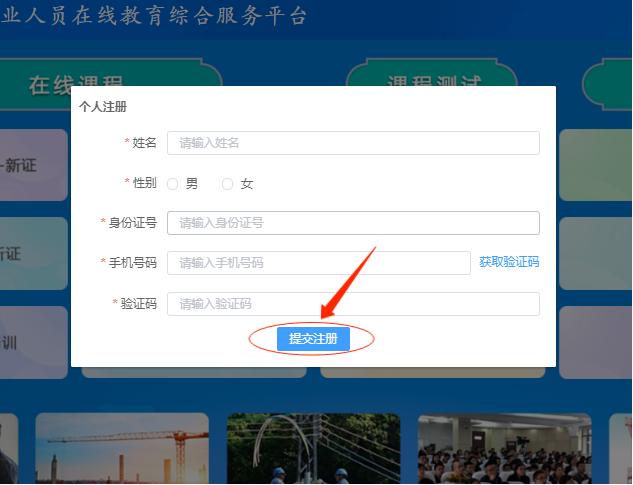 业人员在线教育综合服务平台
在线课程
课程测试
个人注册
-新证
* 姓名 请输入姓名
* 性别 男 女
* 身份证号 请输入身份证号
新证
* 手机号码 请输入手机号码 获取验证码
* 验证码 请输入验证码
训
提交注册